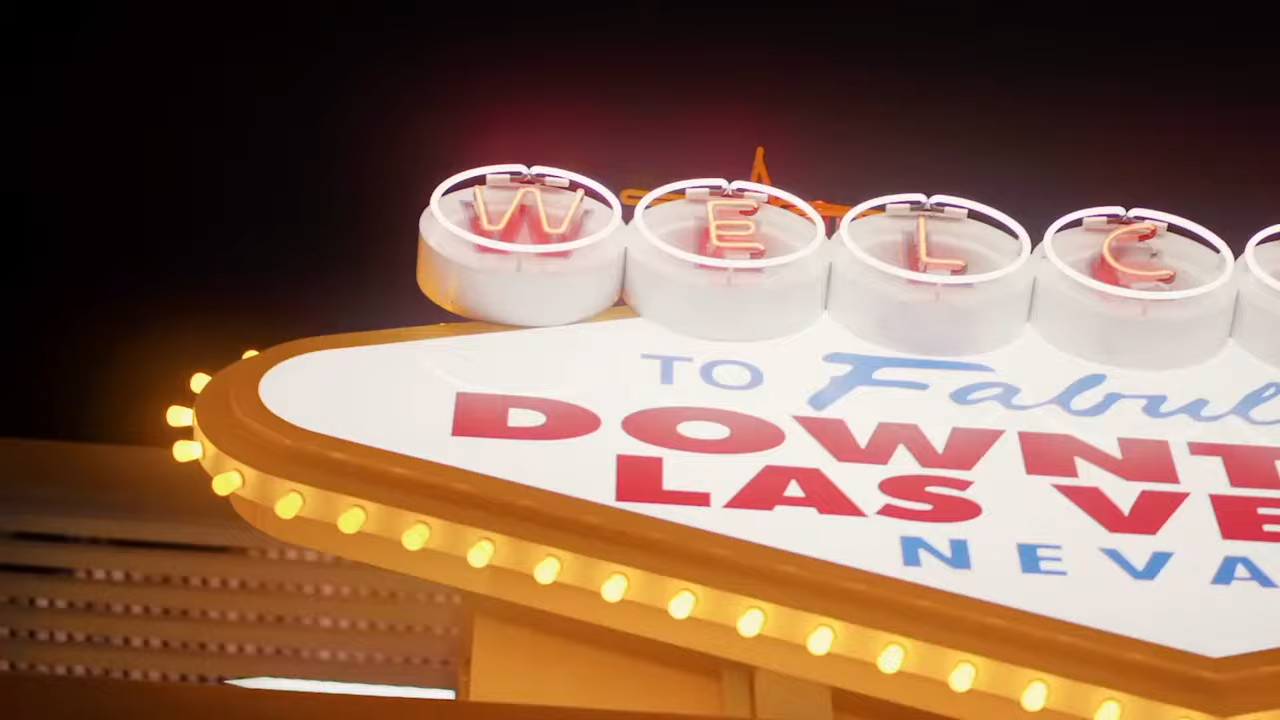 WELC
TO Fabul
DOWNT
LAS VE
NEVA